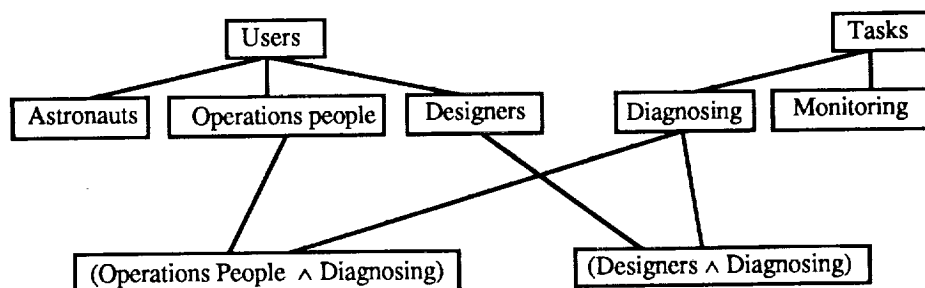 Users
Tasks
Astronauts
Operations people
Designers
Diagnosing
Monitoring
(Operations People ∧ Diagnosing)
(Designers ∧ Diagnosing)